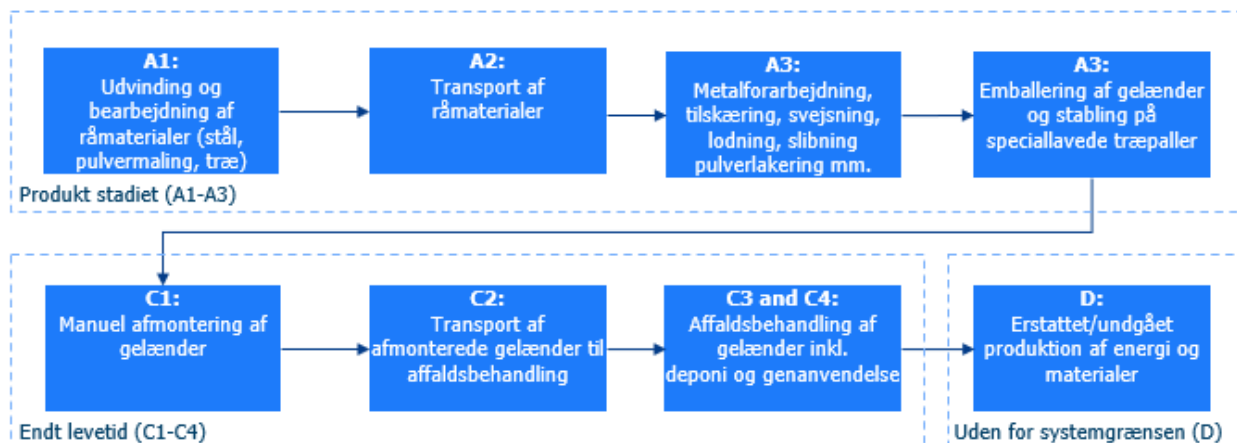 A1:
Udvinding og
bearbejdning af
råmaterialer (stål,
pulvermaling, træ)
A2:
Transport af
råmaterialer
A3:
Metalforarbejdning,
tilskæring, svejsning,
lodning, slibning
pulverlakering mm.
A3:
Emballering af gelænder
og stabling på
speciallavede træpaller
Produkt stadiet (A1-A3)
C1:
Manuel afmontering af
gelænder
C2:
Transport af
afmonterede gelænder til
affaldsbehandling
C3 and C4:
Affaldsbehandling af
gelænder inkl.
deponi og genanvendelse
D:
Erstattet/undgået
produktion af energi og
materialer
Endt levetid (C1-C4)
Uden for systemgrænsen (D)